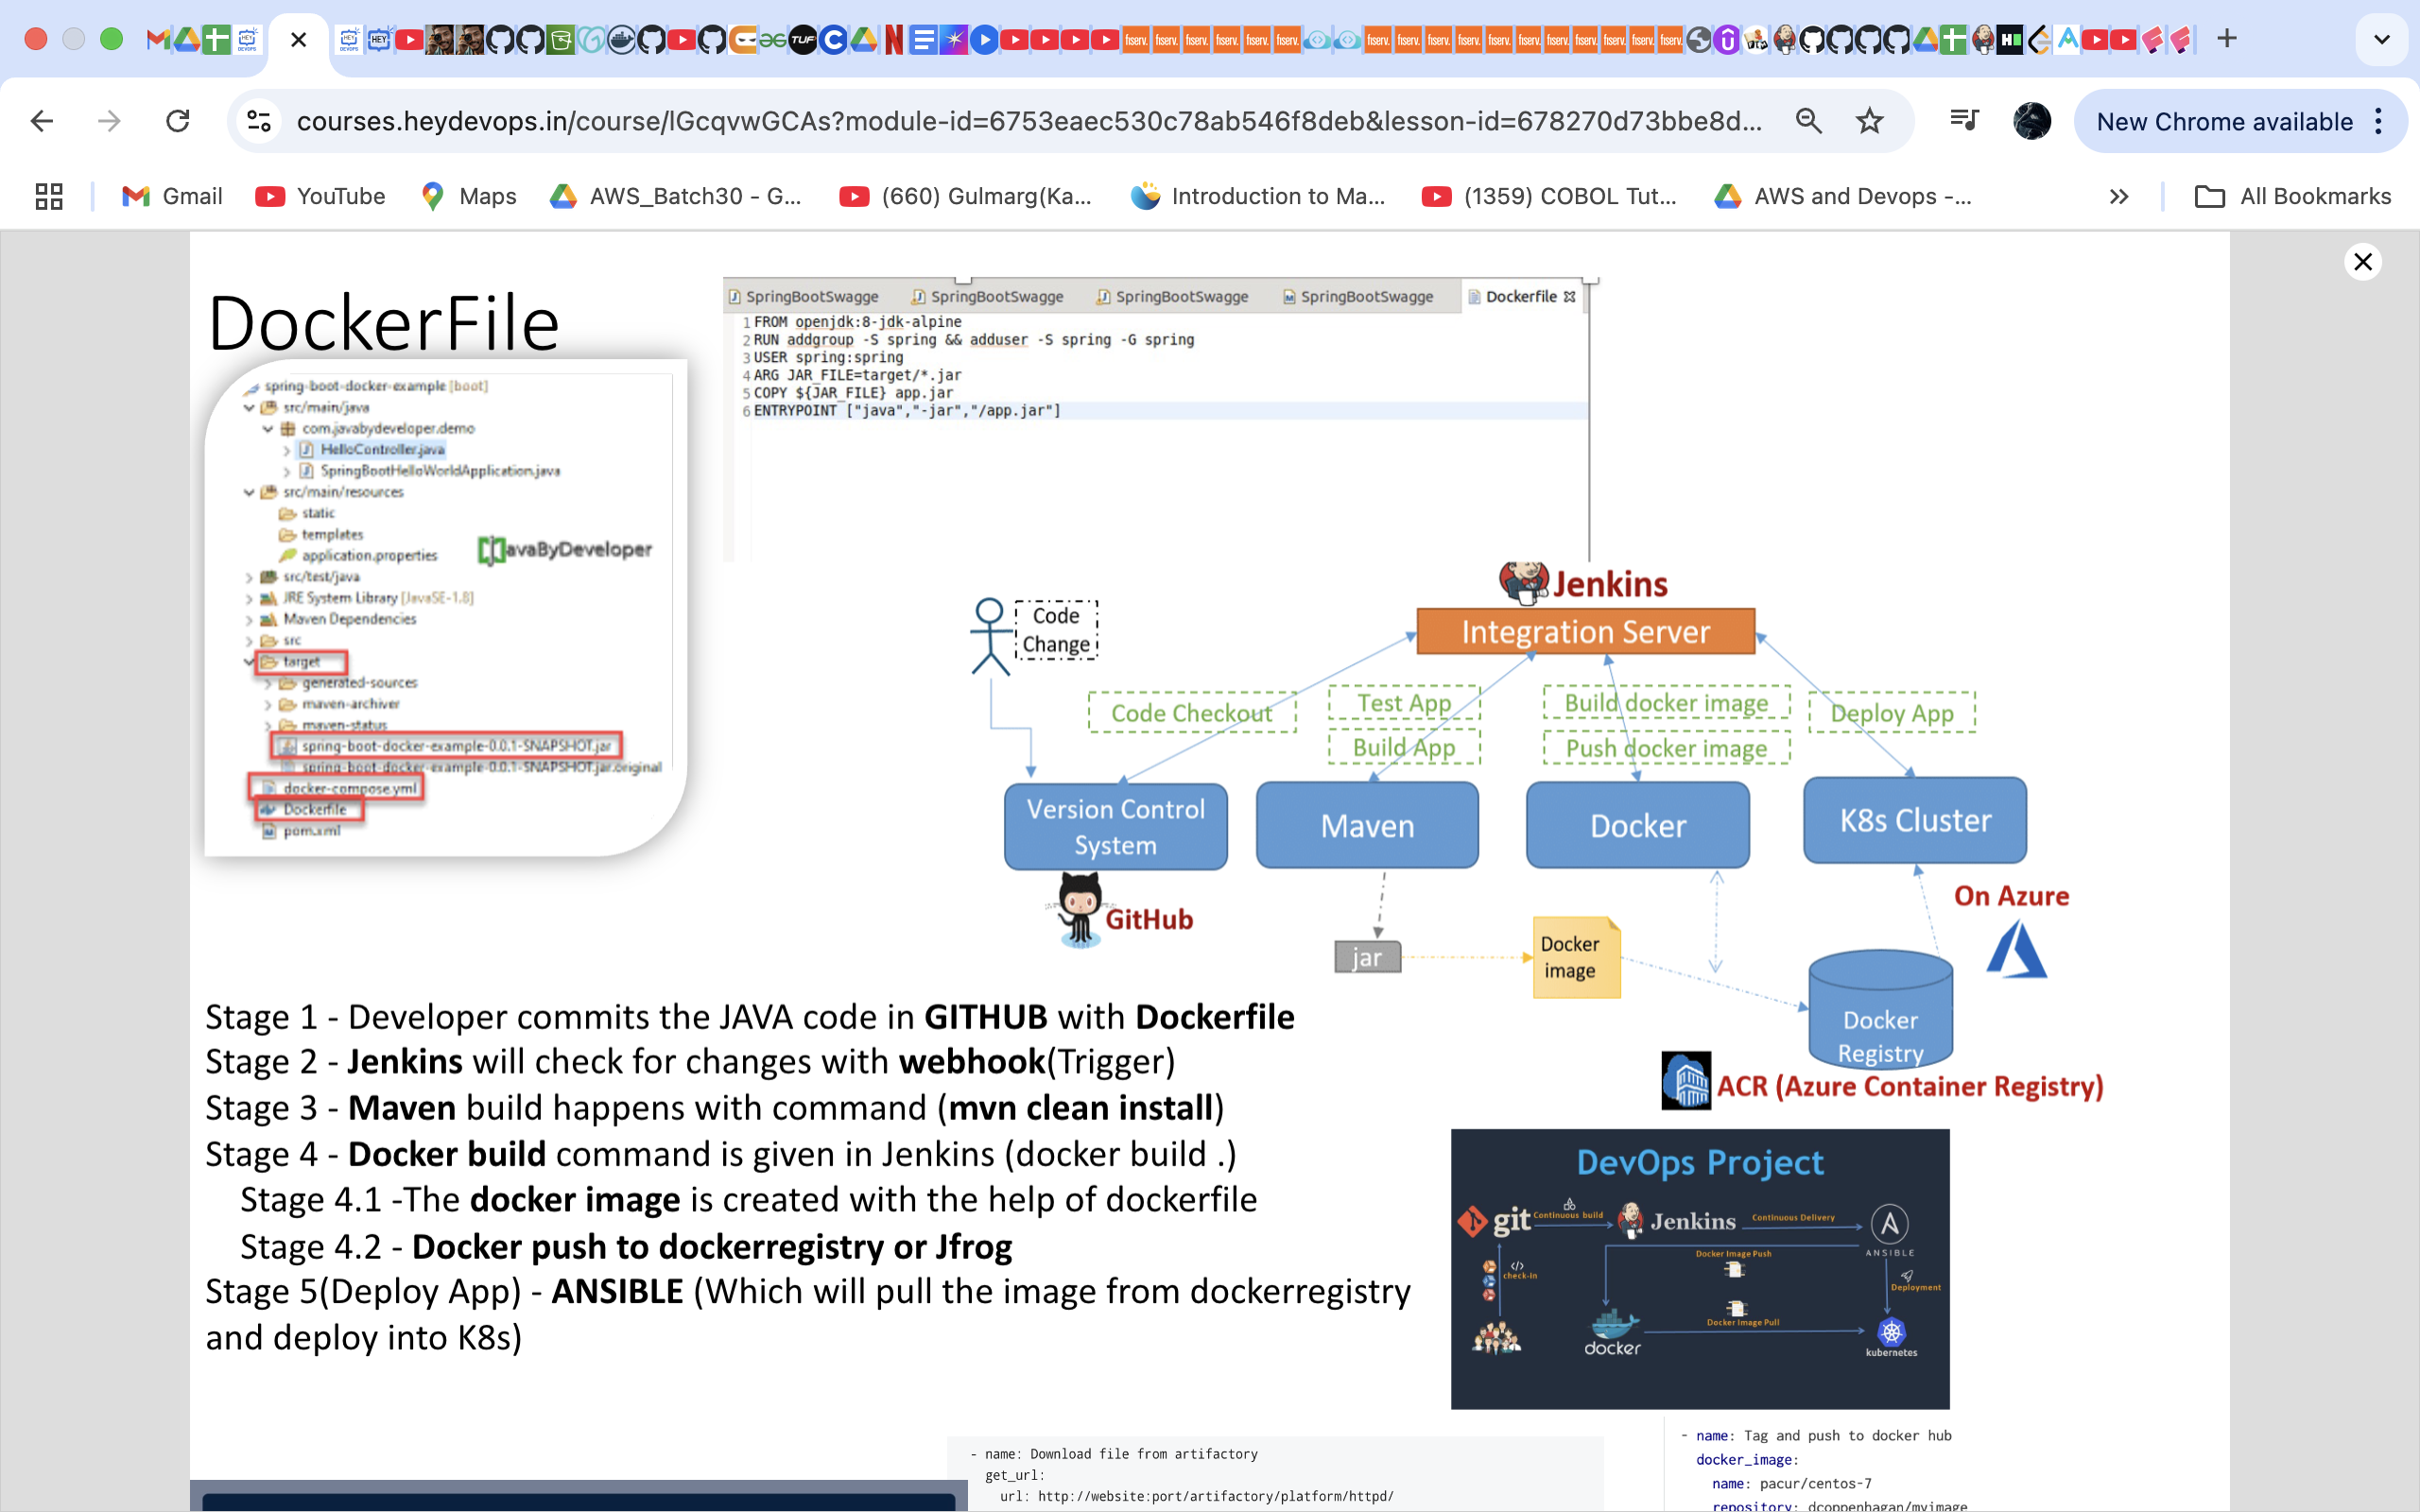 courses.heydevops.in/course/lGcqvwGCAs?module-id=6753eaec530c78ab546f8deb&lesson-id=678270d73bbe8d...
New Chrome available
Gmail
YouTube
Maps
AWS_Batch30 - G...
(660) Gulmarg(Ka...
Introduction to Ma...
(1359) COBOL Tut...
AWS and Devops -...
All Bookmarks
DockerFile
spring-boot-docker-example [boot]
src/main/java
com.javabydeveloper.demo
HelloController.java
SpringBootHelloWorldApplication.java
src/main/resources
static
templates
application.properties
JavaByDeveloper
src/test/java
JRE System Library [JavaSE-1.8]
Maven Dependencies
src
target
generated-sources
maven-archiver
maven-status
spring-boot-docker-example-0.0.1-SNAPSHOT.jar
spring-boot-docker-example-0.0.1-SNAPSHOT.jar.original
docker-compose.yml
Dockerfile
pom.xml
SpringBootSwagge SpringBootSwagge SpringBootSwagge SpringBootSwagge Dockerfile
1 FROM openjdk:8-jdk-alpine
2 RUN addgroup -S spring && adduser -S spring -G spring
3 USER spring:spring
4 ARG JAR_FILE=target/*.jar
5 COPY ${JAR_FILE} app.jar
6 ENTRYPOINT ["java","-jar","/app.jar"]
Jenkins
Integration Server
Code
Change
Code Checkout
Test App
Build App
Build docker image
Push docker image
Deploy App
Version Control
System
Maven
Docker
K8s Cluster
GitHub
jar
Docker
image
On Azure
Docker
Registry
ACR (Azure Container Registry)
Stage 1 - Developer commits the JAVA code in GITHUB with Dockerfile
Stage 2 - Jenkins will check for changes with webhook(Trigger)
Stage 3 - Maven build happens with command (mvn clean install)
Stage 4 - Docker build command is given in Jenkins (docker build .)
Stage 4.1 -The docker image is created with the help of dockerfile
Stage 4.2 - Docker push to dockerregistry or Jfrog
Stage 5(Deploy App) - ANSIBLE (Which will pull the image from dockerregistry
and deploy into K8s)
DevOps Project
git
Continuous build
Jenkins
Continuous Delivery
ANSIBLE
Docker Image Push
check-in
Deployment
Docker Image Pull
docker
kubernetes
- name: Download file from artifactory
get_url:
url: http://website:port/artifactory/platform/httpd/
- name: Tag and push to docker hub
docker_image:
name: pacur/centos-7
repository: dcoppenhagan/myimage